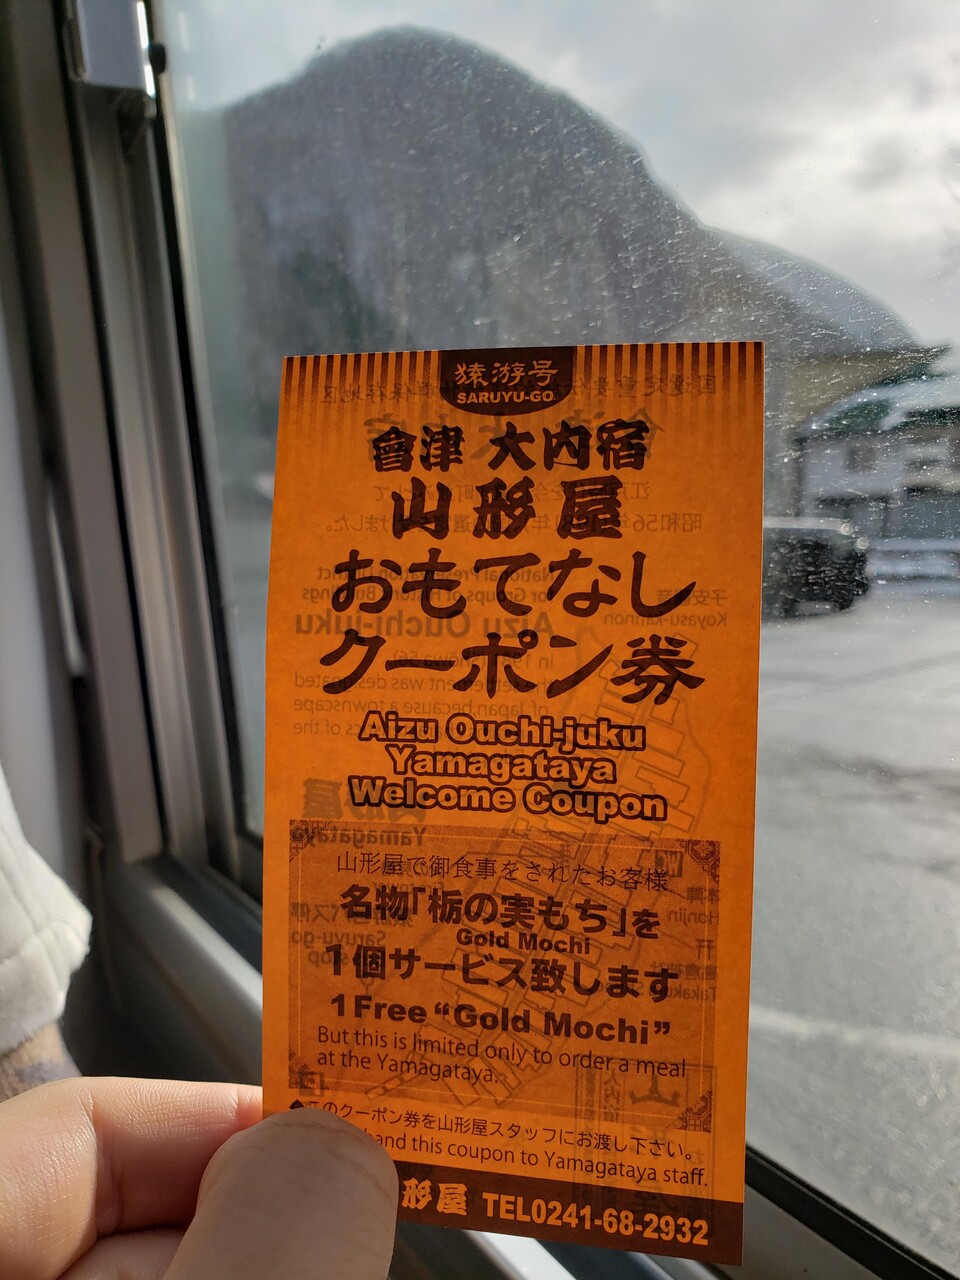 猿游号
SARUYU-GO
會津 大内宿
山形屋
おもてなし
クーポン券
Aizu Ouchi-juku
Yamagataya
Welcome Coupon
山形屋で御食事をされたお客様
名物「栃の実もち」を
Gold Mochi
1個サービス致します
1 Free “Gold Mochi”
But this is limited only to order a meal
at the Yamagataya.
のクーポン券を山形屋スタッフにお渡し下さい。
hand this coupon to Yamagataya staff.
形屋 TEL0241-68-2932